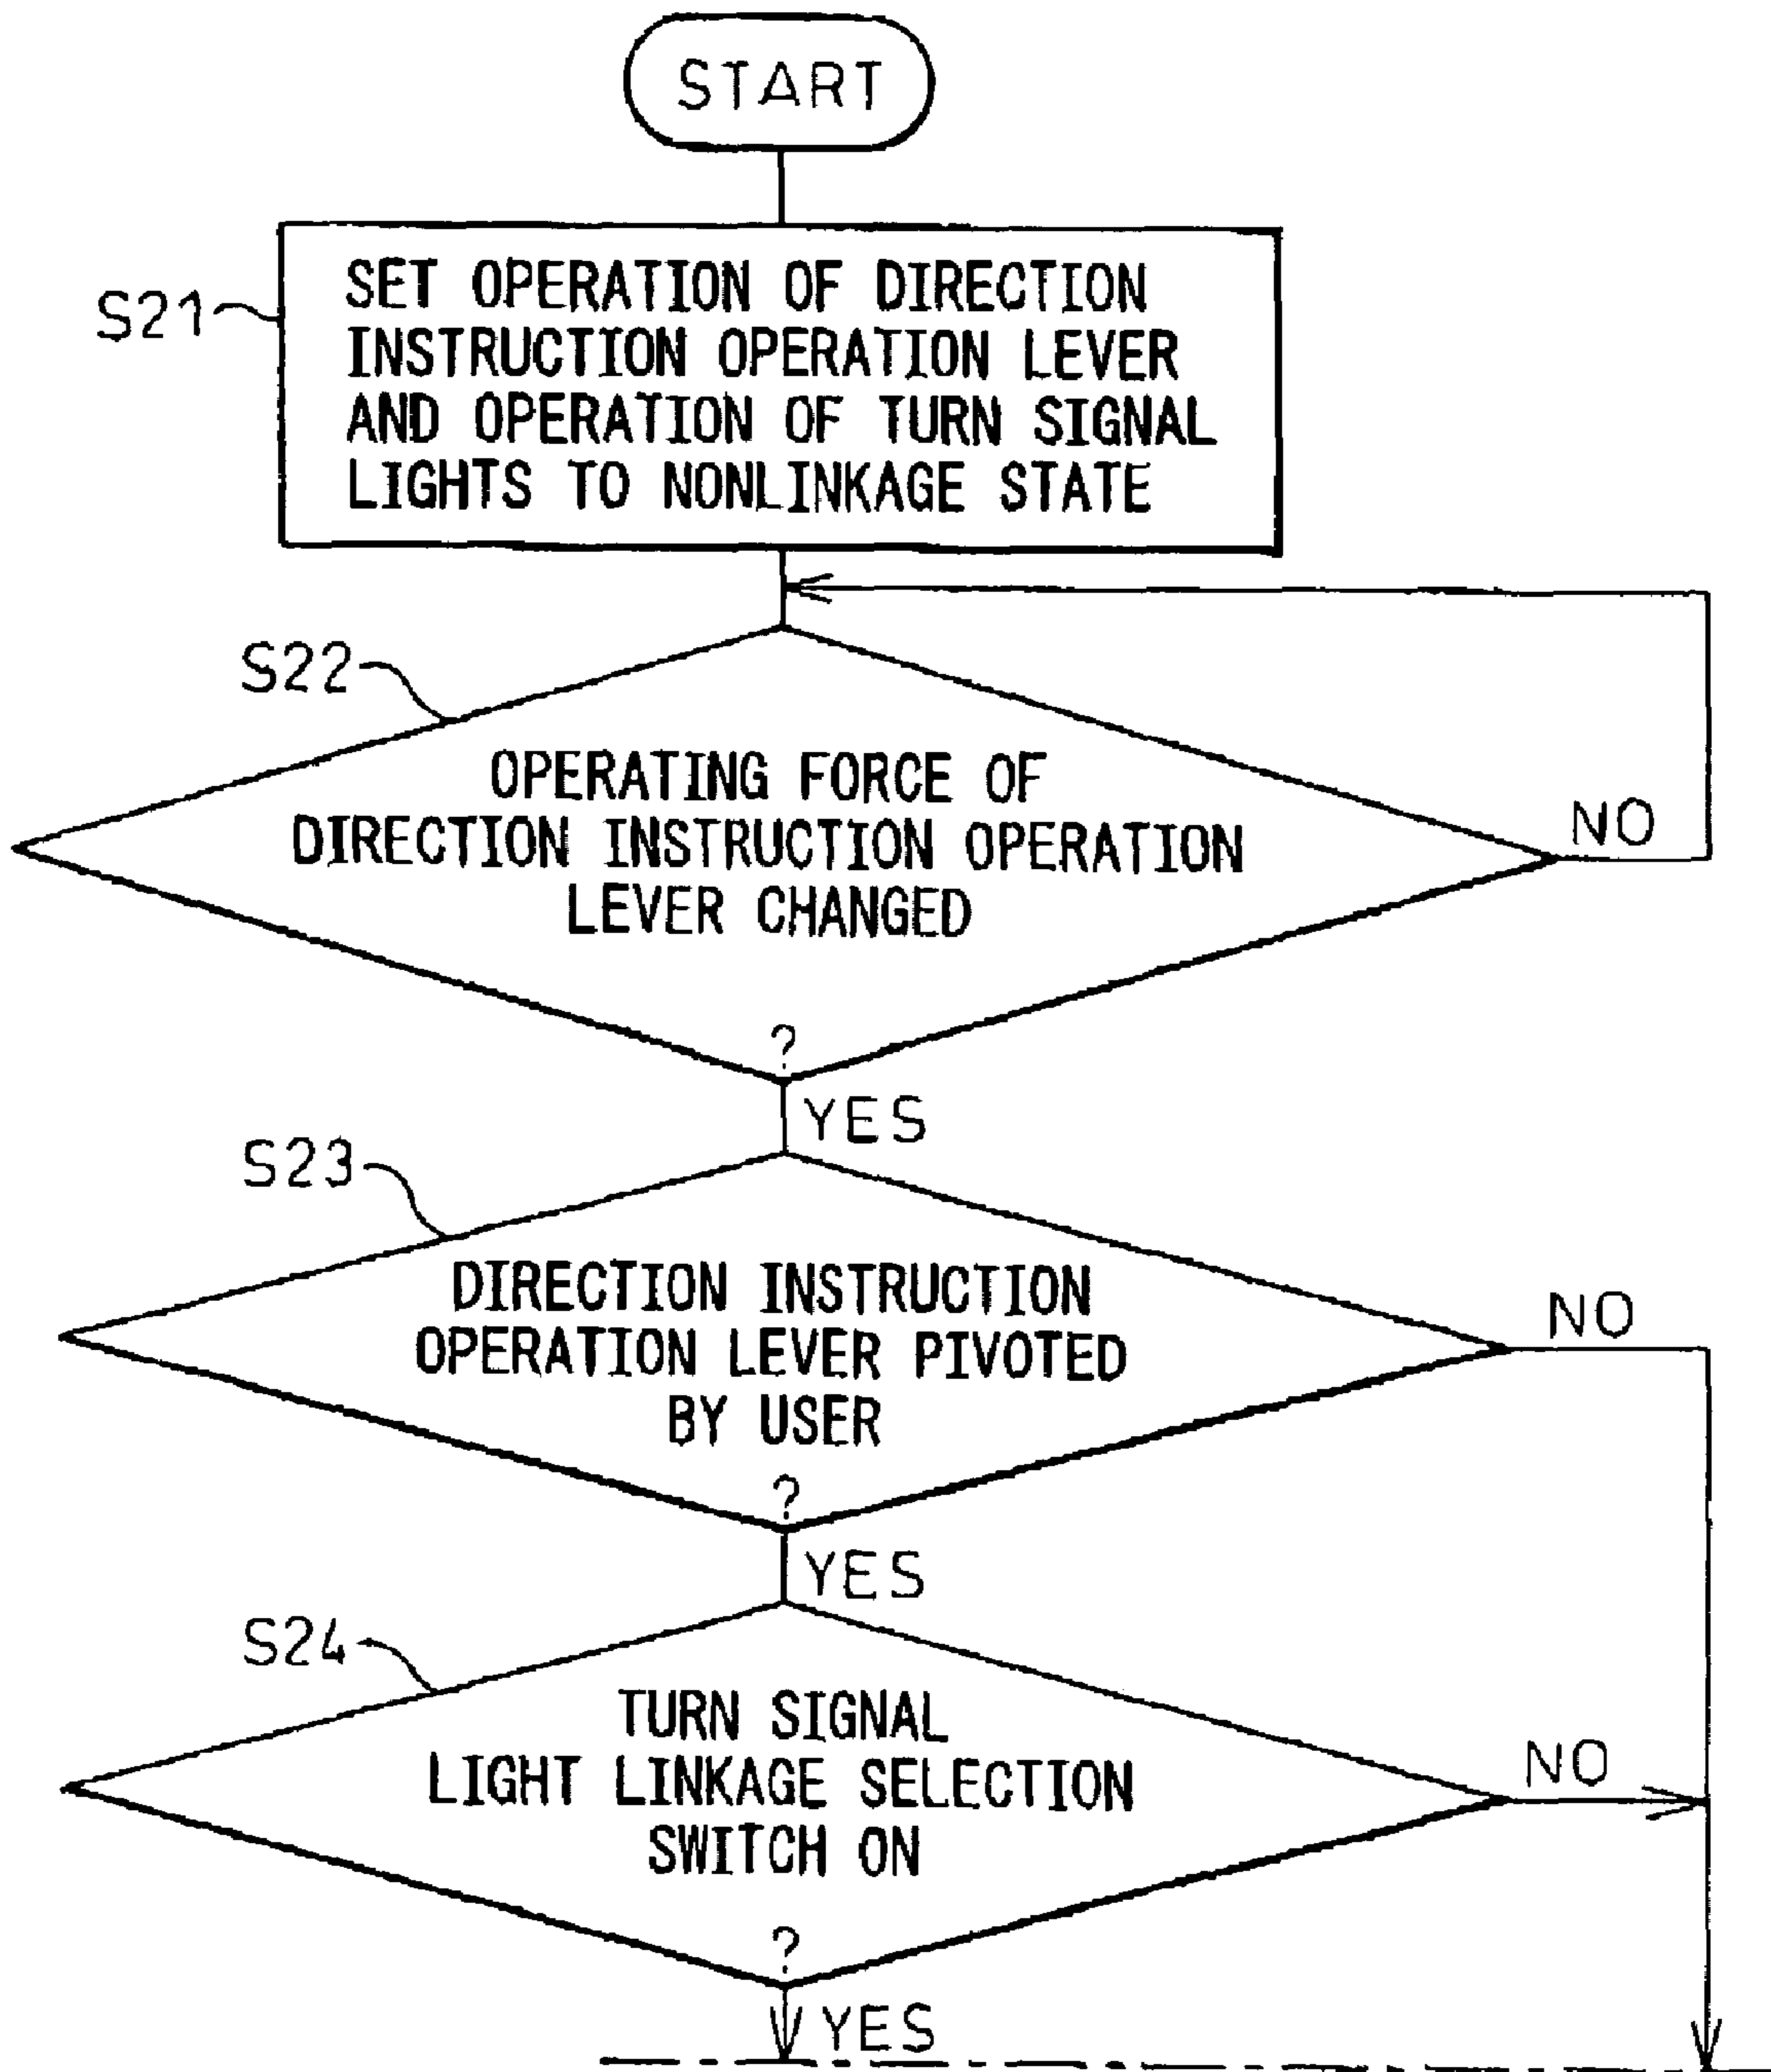 START
S21
SET OPERATION OF DIRECTION
INSTRUCTION OPERATION LEVER
AND OPERATION OF TURN SIGNAL
LIGHTS TO NONLINKAGE STATE
S22
OPERATING FORCE OF
DIRECTION INSTRUCTION OPERATION
LEVER CHANGED
?
NO
YES
S23
DIRECTION INSTRUCTION
OPERATION LEVER PIVOTED
BY USER
?
NO
YES
S24
TURN SIGNAL
LIGHT LINKAGE SELECTION
SWITCH ON
?
NO
YES